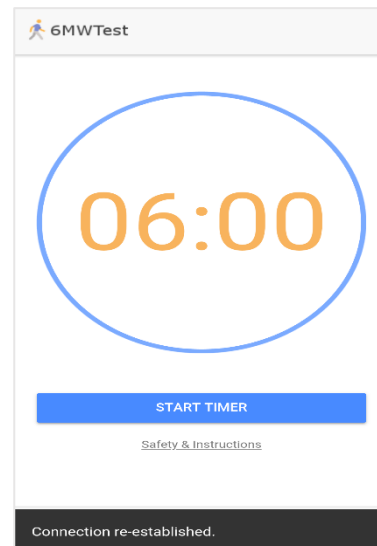 6MWTest
06:00
START TIMER
Safety & Instructions
Connection re-established.